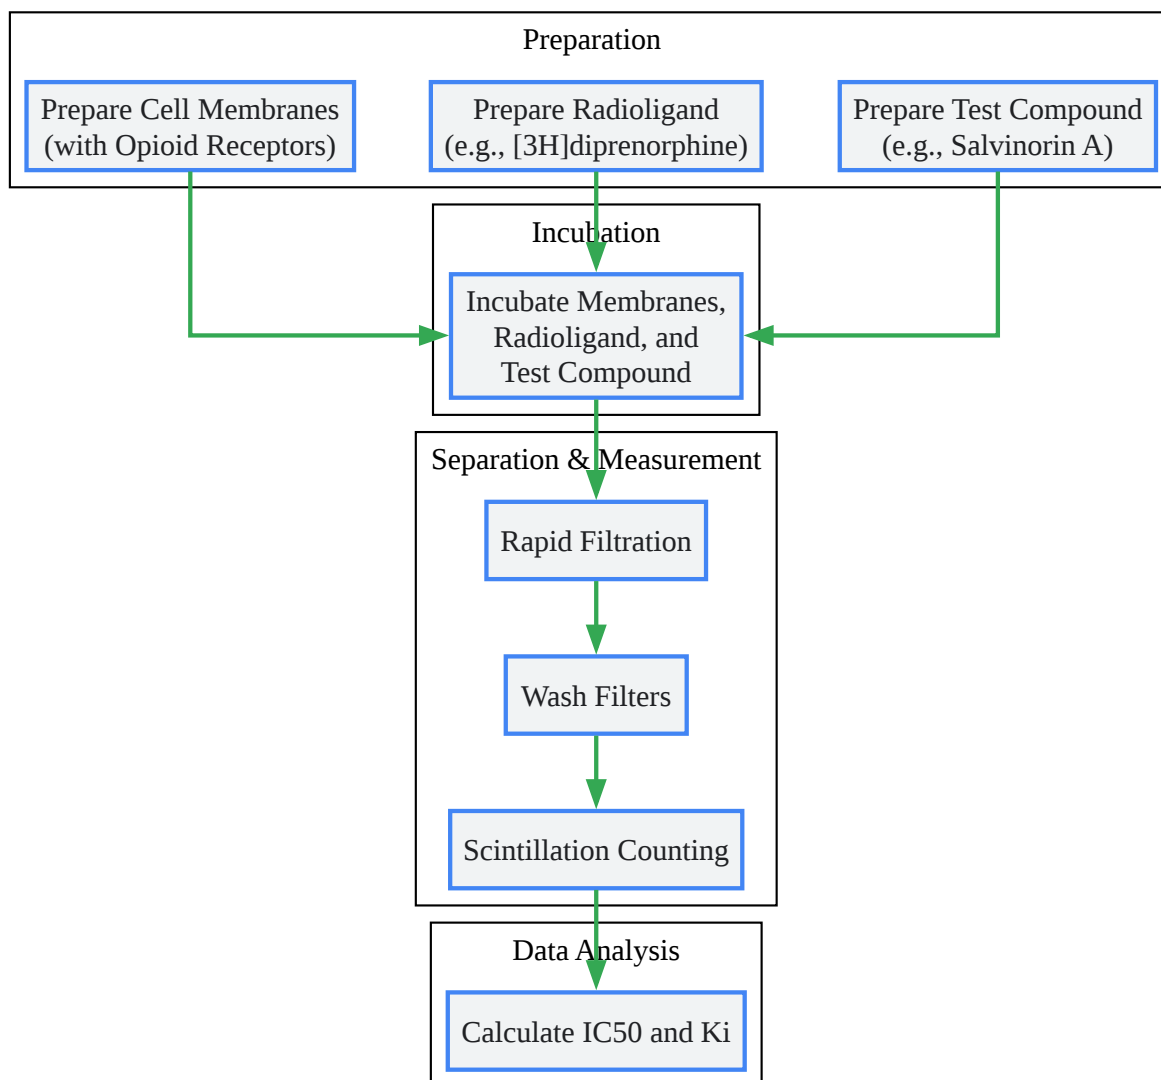 Preparation
Prepare Cell Membranes
(with Opioid Receptors)
Prepare Radioligand
(e.g., [3H]diprenorphine)
Prepare Test Compound
(e.g., Salvinorin A)
Incubation
Incubate Membranes,
Radioligand, and
Test Compound
Separation & Measurement
Rapid Filtration
Wash Filters
Scintillation Counting
Data Analysis
Calculate IC50 and Ki